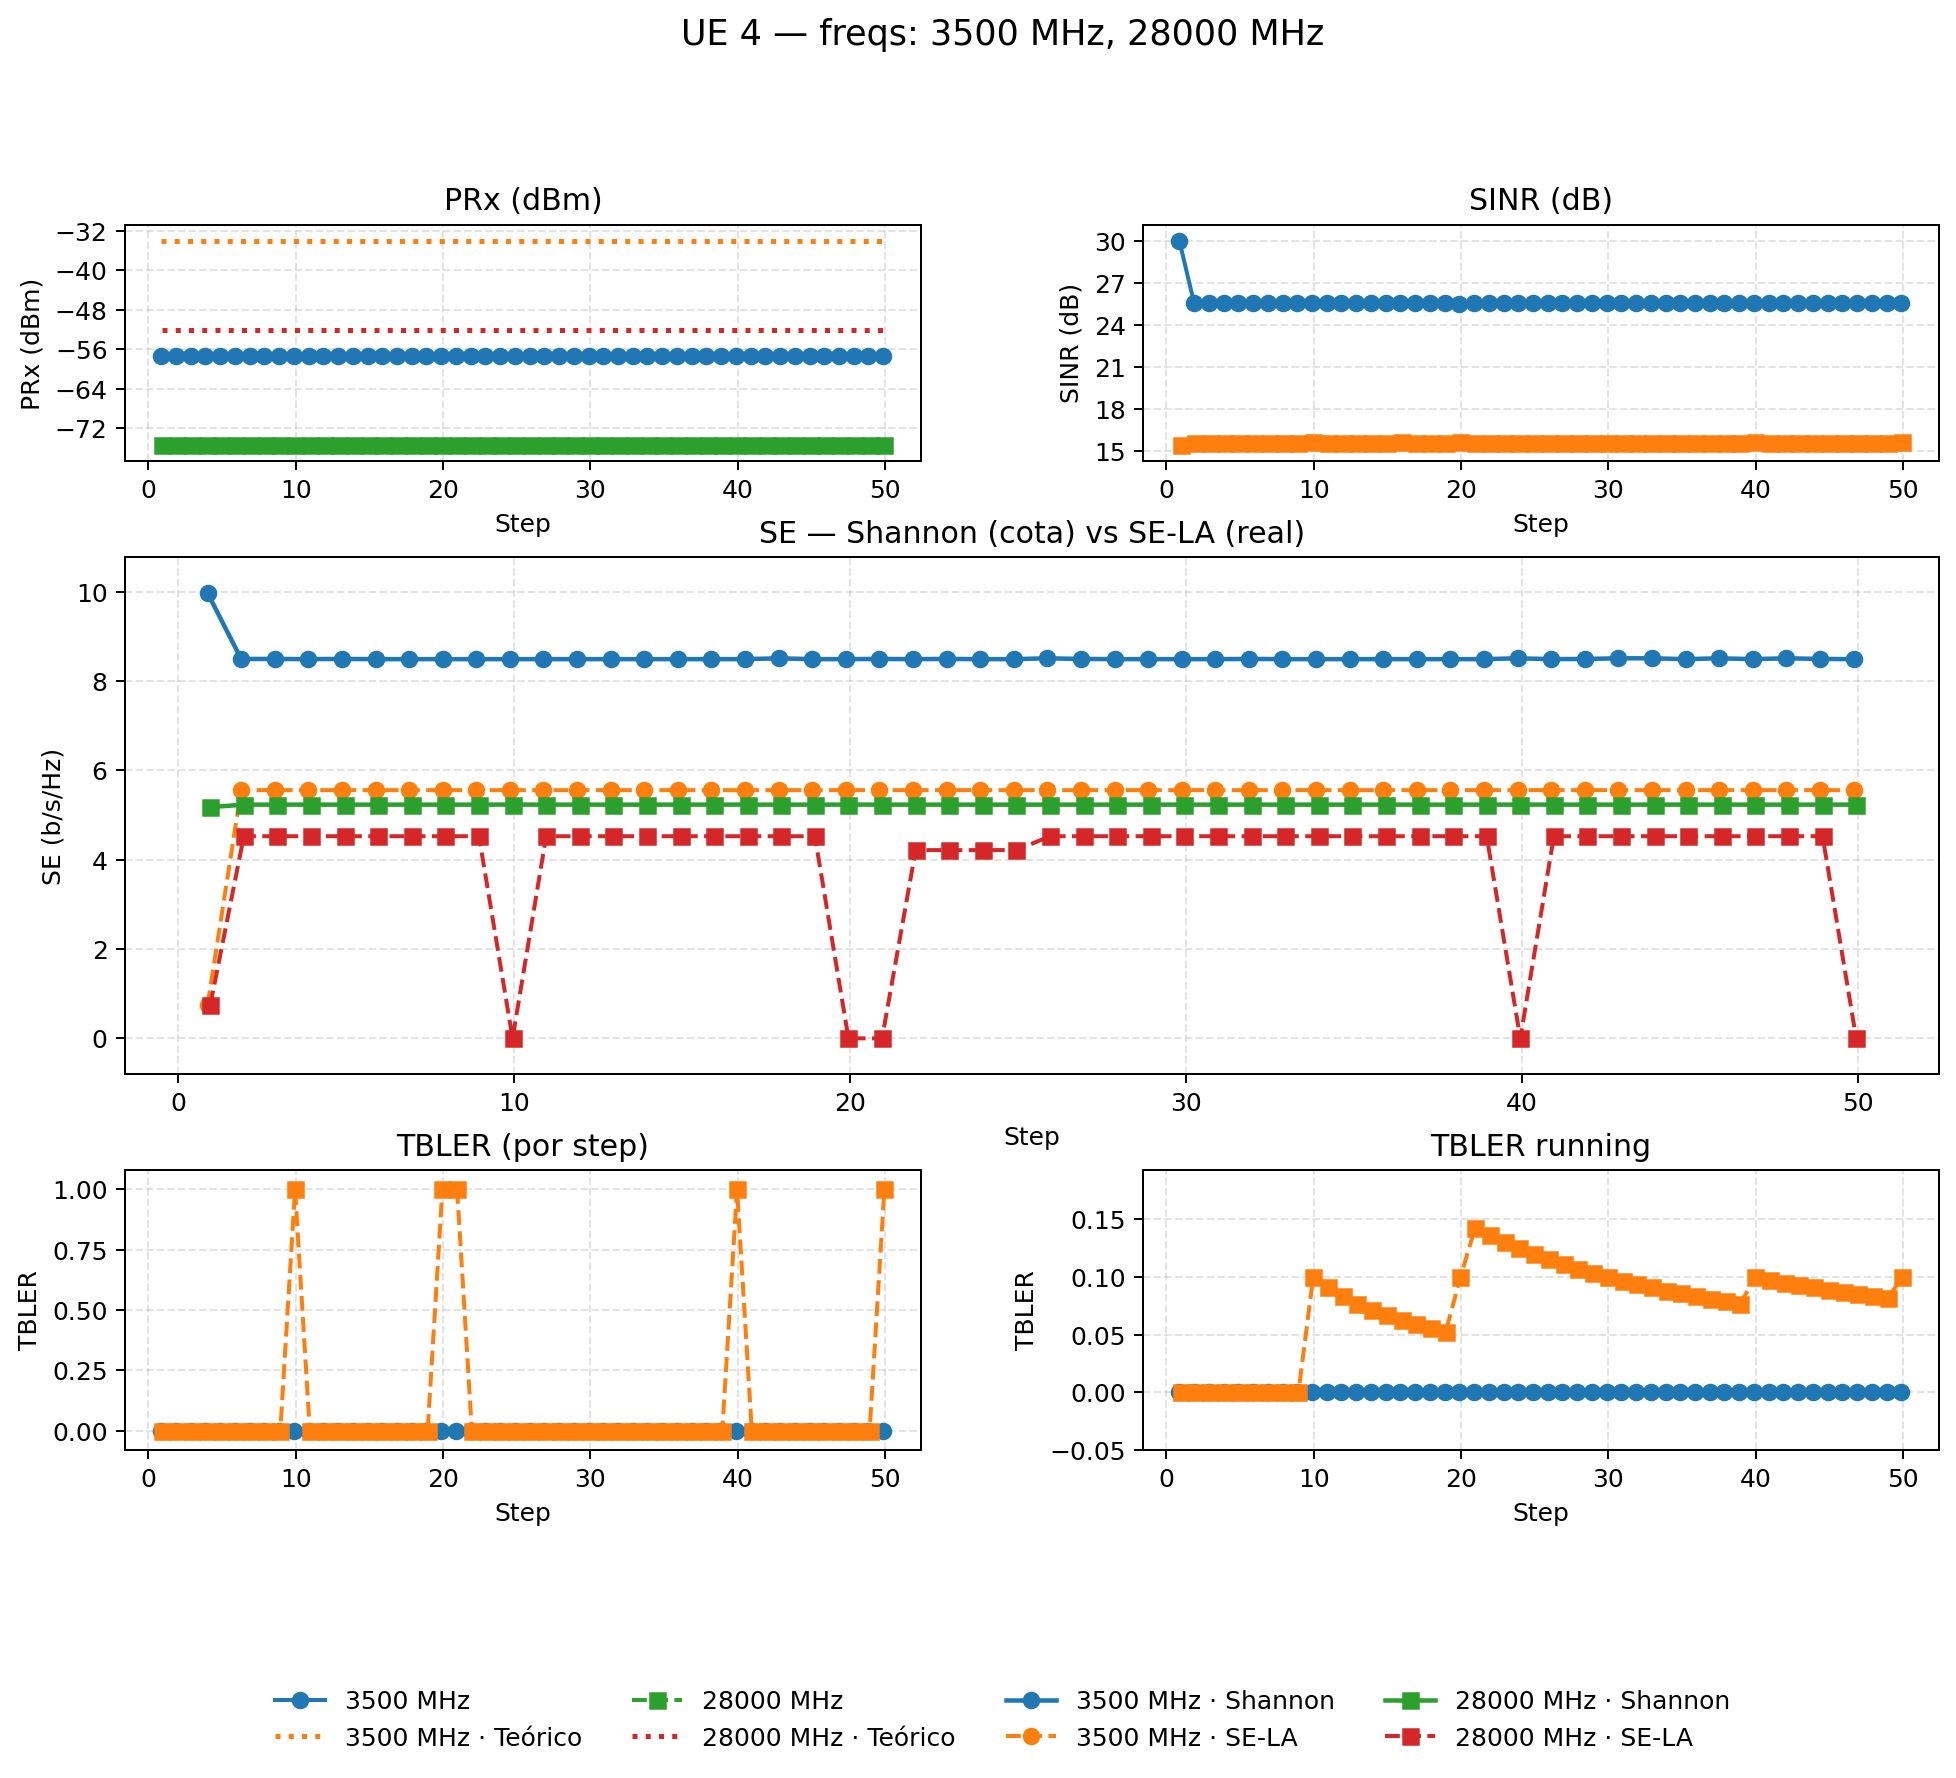 UE 4 — freqs: 3500 MHz, 28000 MHz
PRx (dBm)
PRx (dBm)
−32
−40
−48
−56
−64
−72
0 10 20 30 40 50
Step
SINR (dB)
SINR (dB)
30
27
24
21
18
15
0 10 20 30 40 50
Step
SE — Shannon (cota) vs SE-LA (real)
SE (b/s/Hz)
10
8
6
4
2
0
0 10 20 30 40 50
Step
TBLER (por step)
TBLER
1.00
0.75
0.50
0.25
0.00
0 10 20 30 40 50
Step
TBLER running
TBLER
0.15
0.10
0.05
0.00
−0.05
0 10 20 30 40 50
Step
3500 MHz
3500 MHz · Teórico
28000 MHz
28000 MHz · Teórico
3500 MHz · Shannon
3500 MHz · SE-LA
28000 MHz · Shannon
28000 MHz · SE-LA